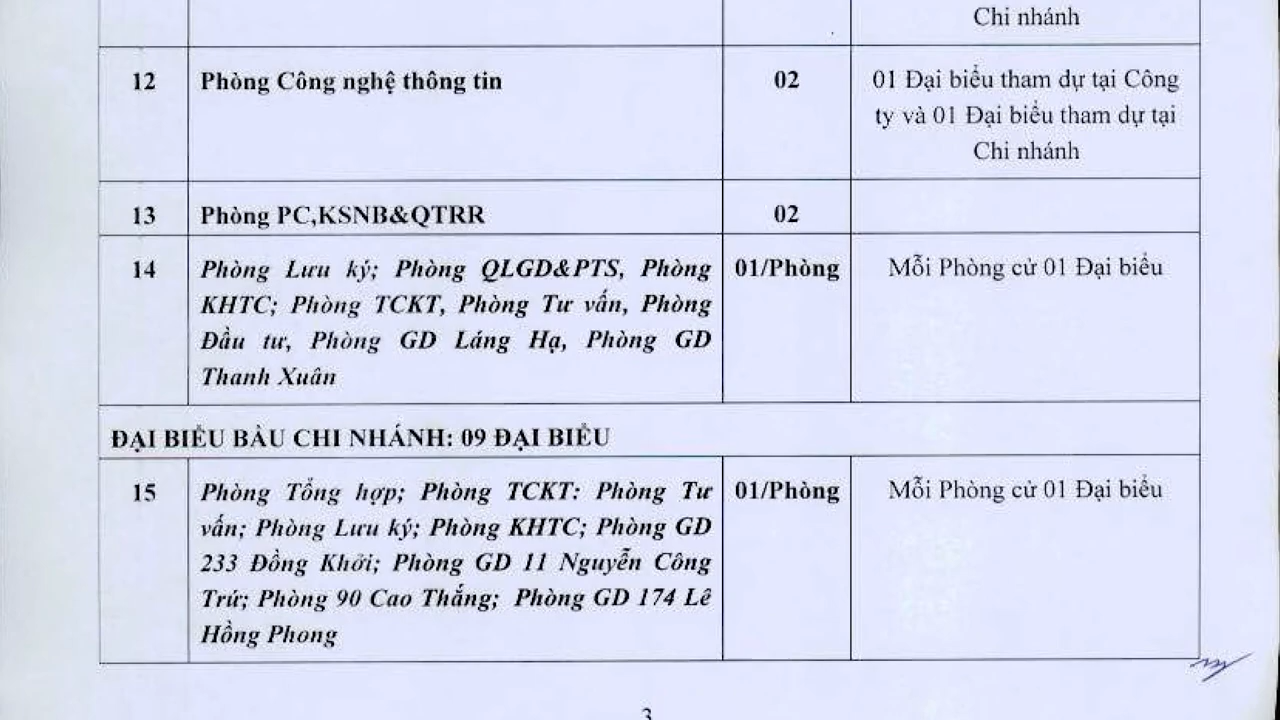 Chi nhánh
12 Phòng Công nghệ thông tin 02 01 Đại biểu tham dự tại Công
ty và 01 Đại biểu tham dự tại
Chi nhánh
13 Phòng PC,KSNB&QTRR 02
14 Phòng Lưu ký; Phòng QLGD&PTS, Phòng 01/Phòng Mỗi Phòng cử 01 Đại biểu
KHTC; Phòng TCKT, Phòng Tư vấn, Phòng
Đầu tư, Phòng GD Láng Hạ, Phòng GD
Thanh Xuân
ĐẠI BIỂU BẦU CHI NHÁNH: 09 ĐẠI BIỂU
15 Phòng Tổng hợp; Phòng TCKT: Phòng Tư 01/Phòng Mỗi Phòng cử 01 Đại biểu
vấn; Phòng Lưu ký; Phòng KHTC; Phòng GD
233 Đồng Khởi; Phòng GD 11 Nguyễn Công
Trứ; Phòng 90 Cao Thắng; Phòng GD 174 Lê
Hồng Phong
3